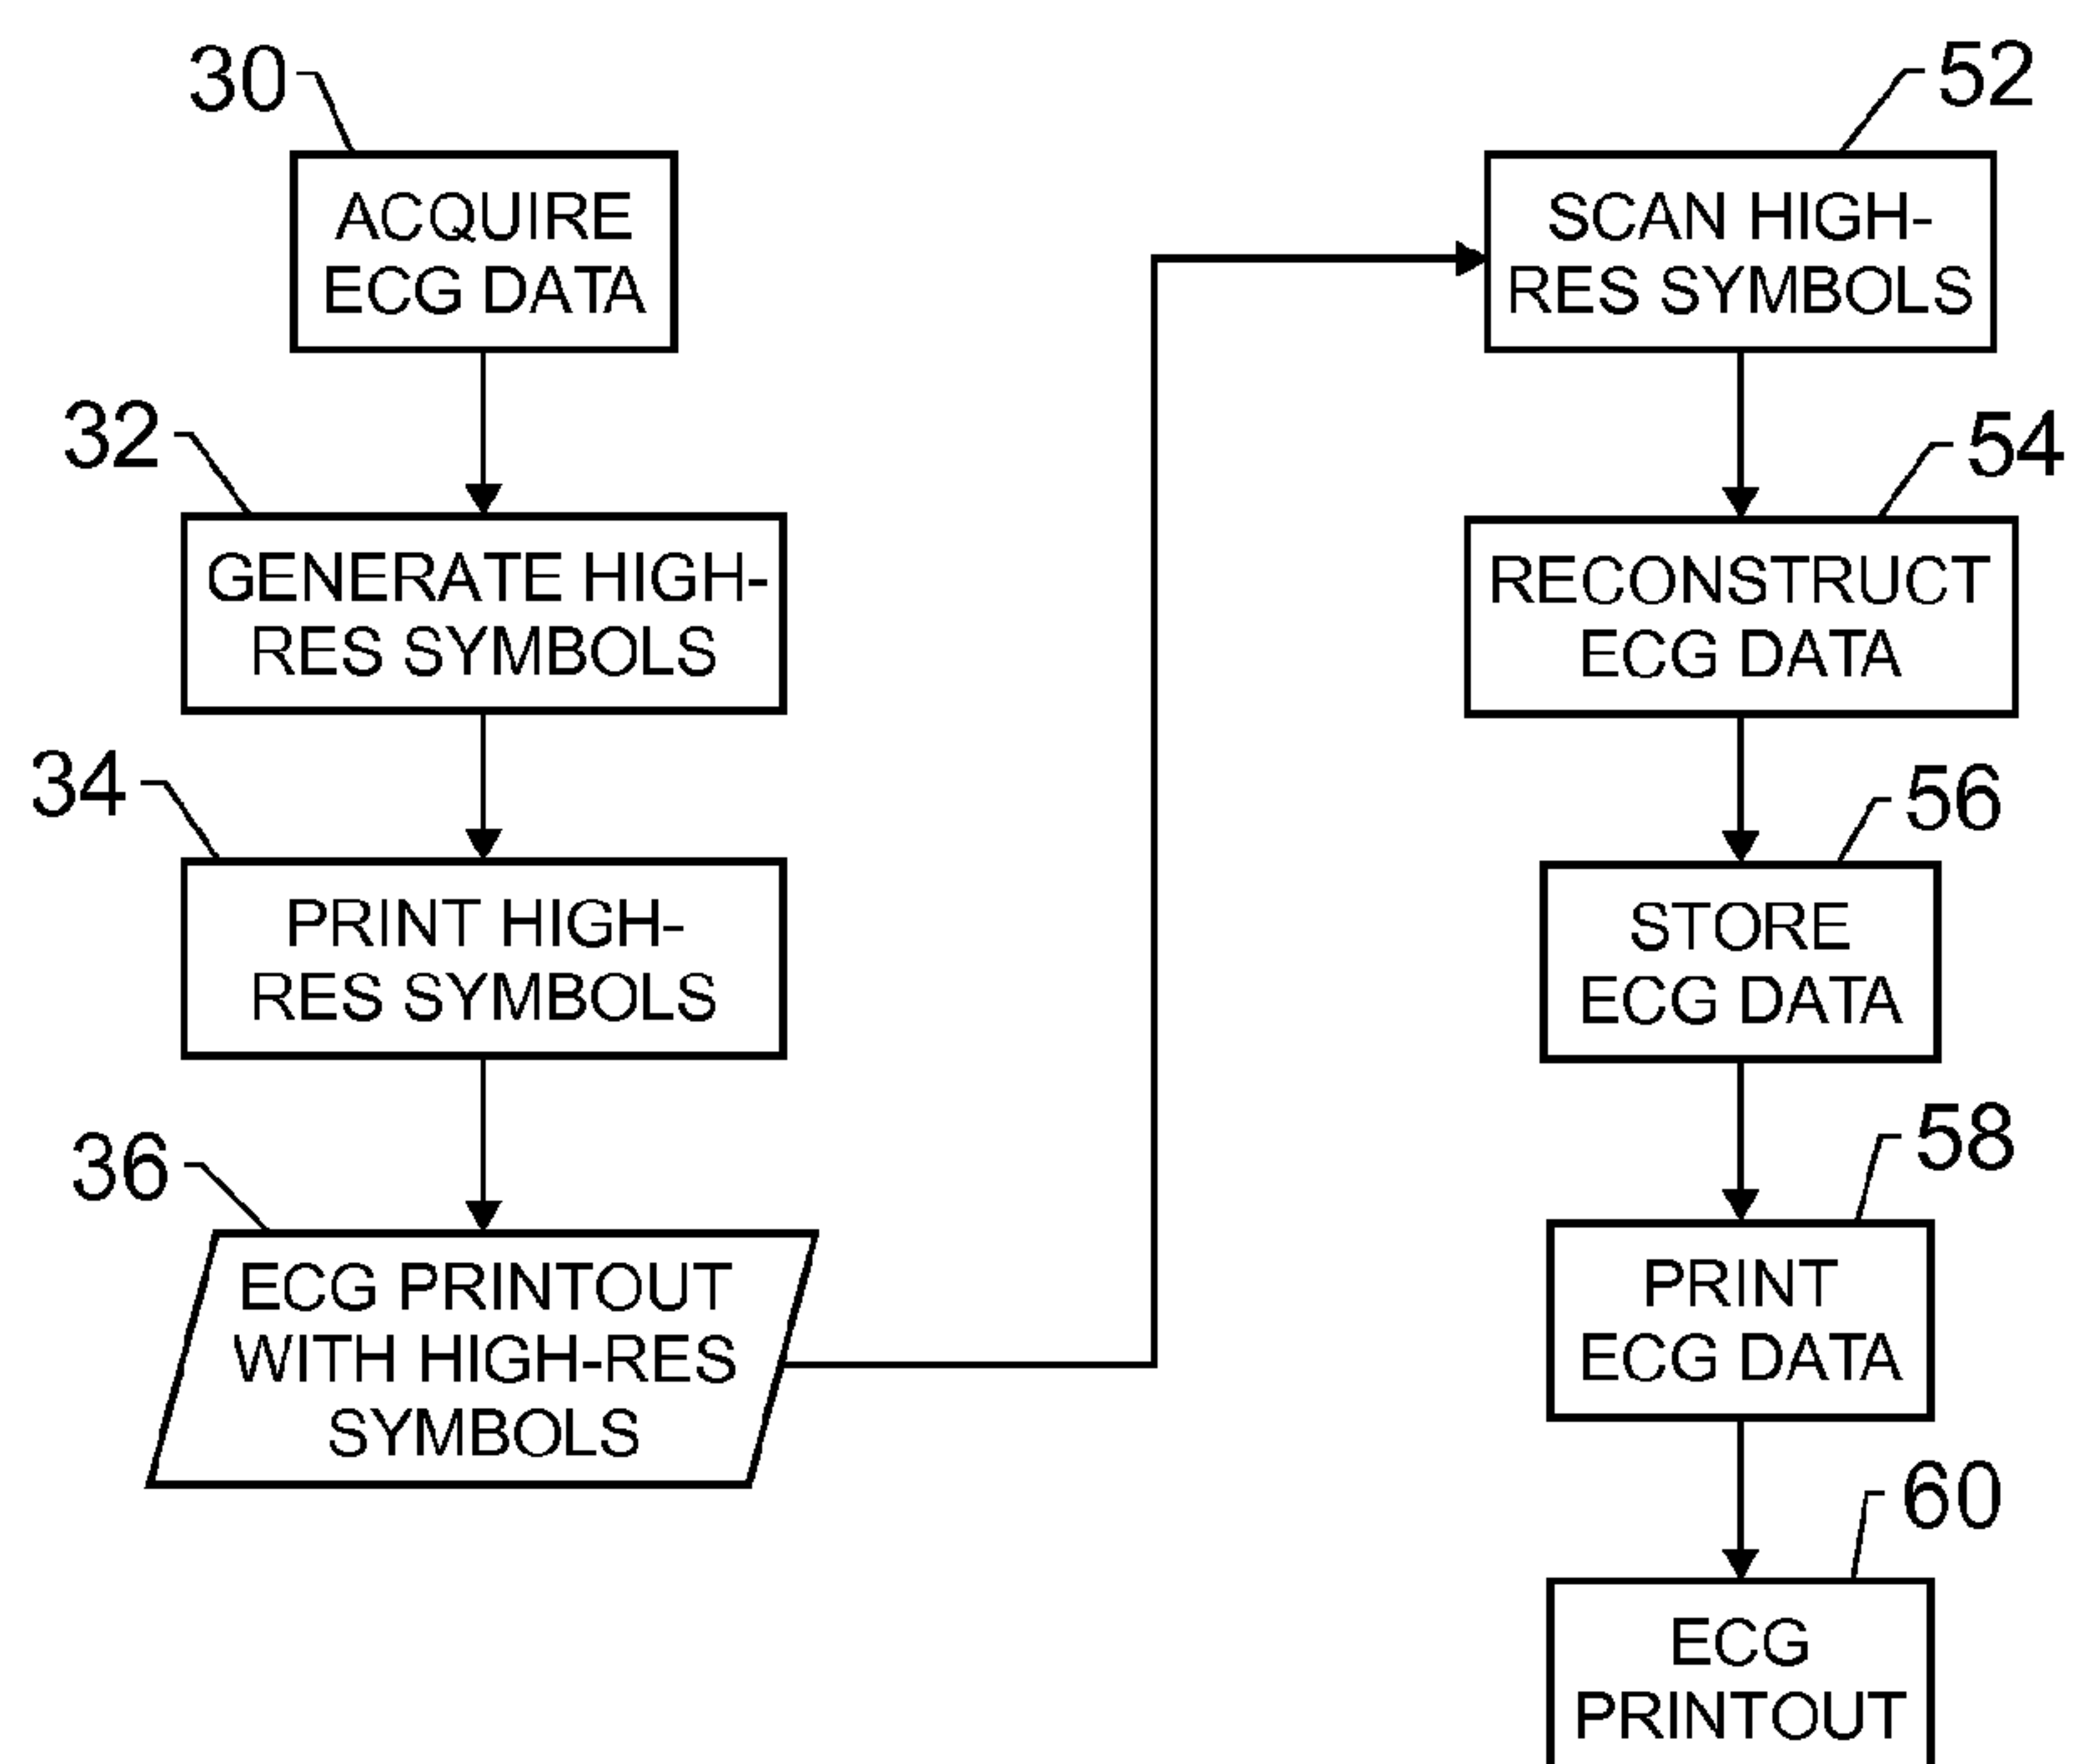 30
ACQUIRE
ECG DATA
32
GENERATE HIGH-
RES SYMBOLS
34
PRINT HIGH-
RES SYMBOLS
36
ECG PRINTOUT
WITH HIGH-RES
SYMBOLS
52
SCAN HIGH-
RES SYMBOLS
54
RECONSTRUCT
ECG DATA
56
STORE
ECG DATA
58
PRINT
ECG DATA
60
ECG
PRINTOUT